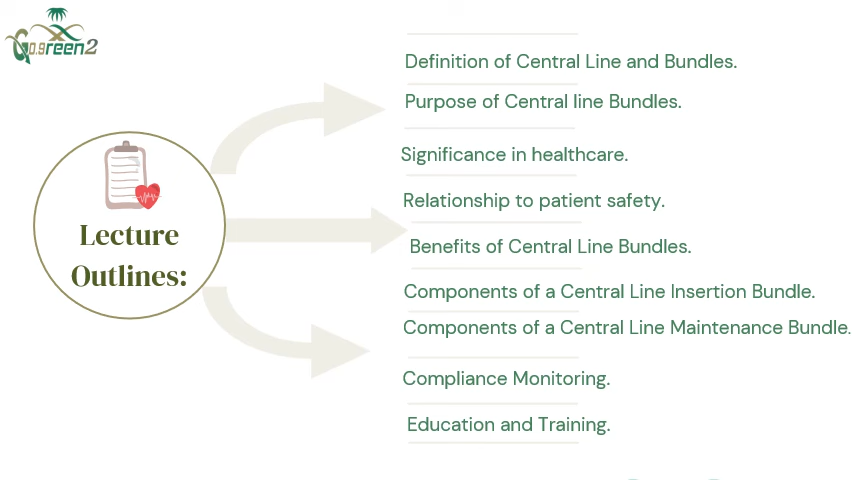 Go.green2
Definition of Central Line and Bundles.
Purpose of Central line Bundles.
Significance in healthcare.
Relationship to patient safety.
Lecture
Outlines:
Benefits of Central Line Bundles.
Components of a Central Line Insertion Bundle.
Components of a Central Line Maintenance Bundle.
Compliance Monitoring.
Education and Training.